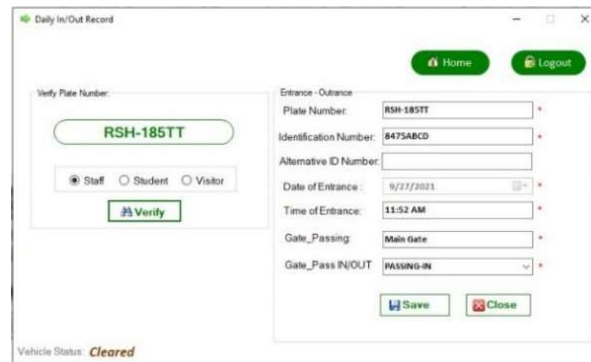 Daily In/Out Record
Home
Logout
Verify Plate Number:
RSH-185TT
Staff
Student
Visitor
Verify
Entrance - Outrance
Plate Number:
RSH-185TT
*
Identification Number:
8475ABCD
*
Alternative ID Number:
Date of Entrance :
9/27/2021
*
Time of Entrance:
11:52 AM
*
Gate_Passing:
Main Gate
*
Gate_Pass IN/OUT
PASSING-IN
*
Save
Close
Vehicle Status: Cleared